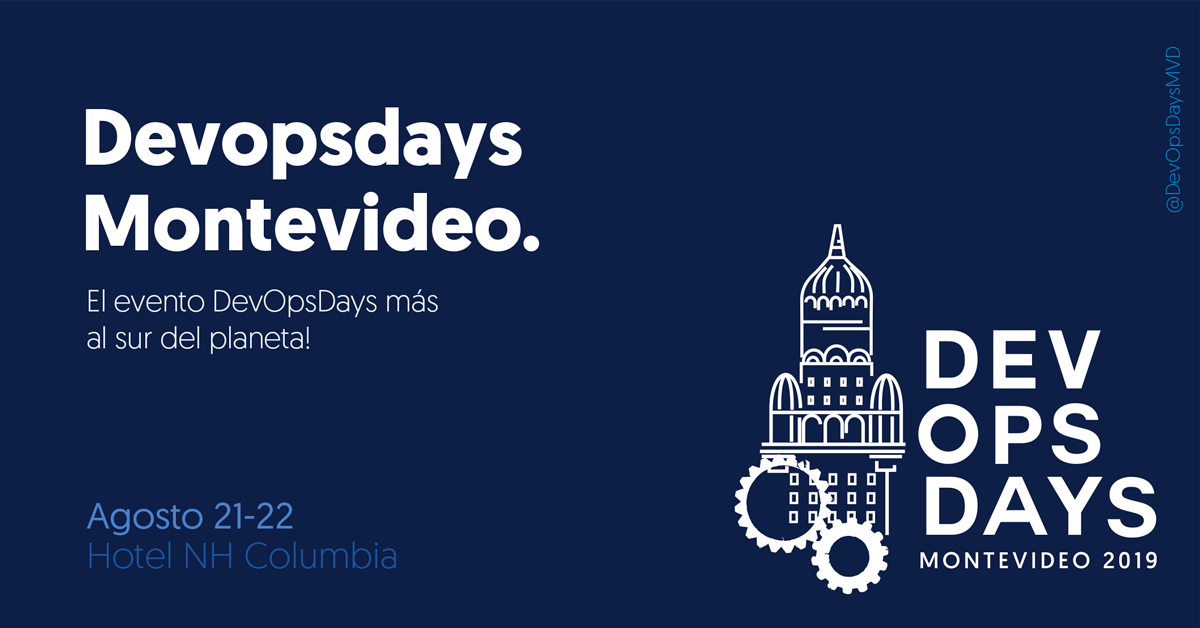 Devopsdays
Montevideo.
El evento DevOpsDays más
al sur del planeta!
Agosto 21-22
Hotel NH Columbia
@DevOpsDaysMVD
DEV
OPS
DAYS
MONTEVIDEO 2019